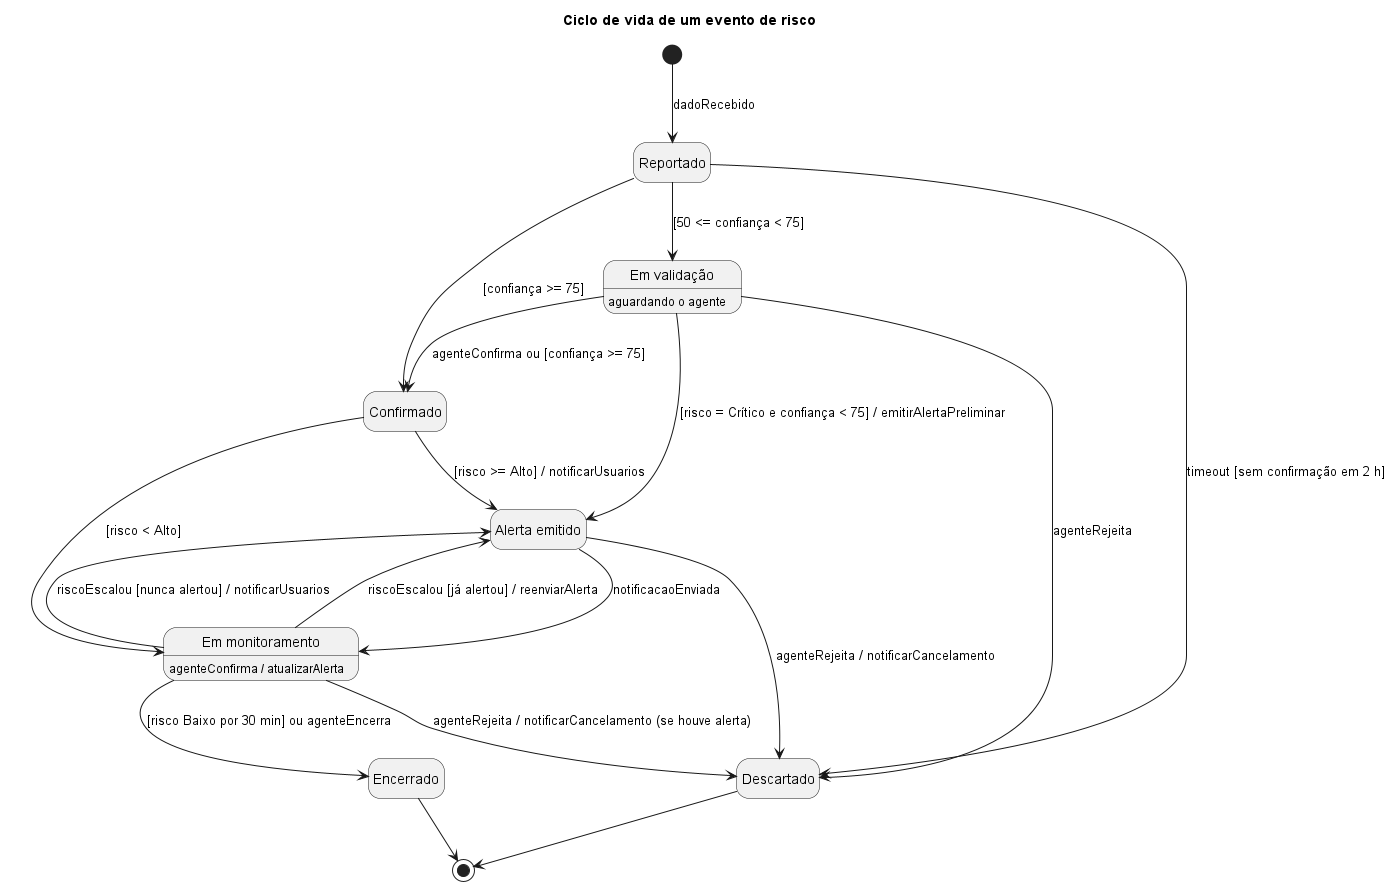 Ciclo de vida de um evento de risco
dadoRecebido
Reportado
[50 <= confiança < 75]
Em validação
aguardando o agente
[confiança >= 75]
agenteConfirma ou [confiança >= 75]
Confirmado
[risco = Crítico e confiança < 75] / emitirAlertaPreliminar
[risco >= Alto] / notificarUsuarios
timeout [sem confirmação em 2 h]
[risco < Alto]
Alerta emitido
agenteRejeita
riscoEscalou [nunca alertou] / notificarUsuarios
riscoEscalou [já alertou] / reenviarAlerta
notificacaoEnviada
Em monitoramento
agenteConfirma / atualizarAlerta
agenteRejeita / notificarCancelamento
[risco Baixo por 30 min] ou agenteEncerra
agenteRejeita / notificarCancelamento (se houve alerta)
Encerrado
Descartado